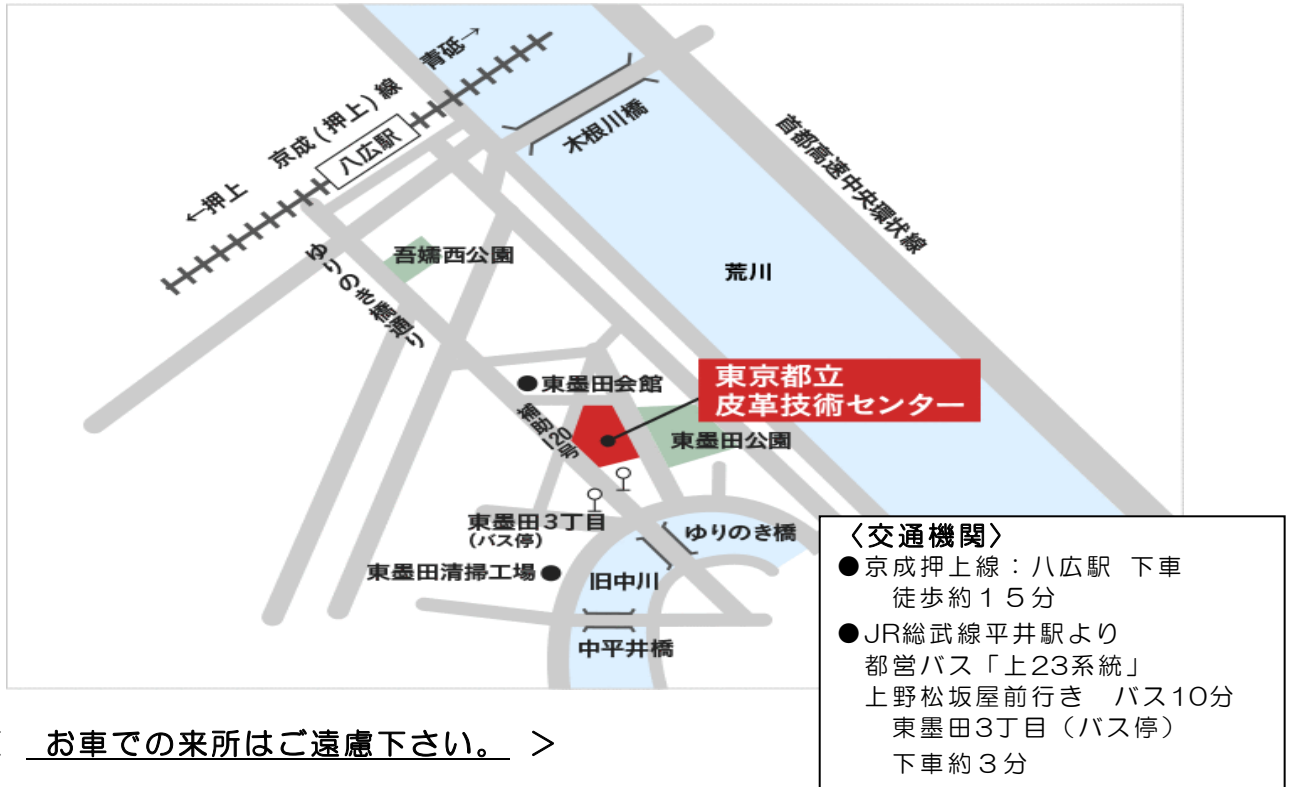 青砥→
京成(押上)線
八広駅
←押上
木根川橋
首都高速中央環状線
吾嬬西公園
荒川
ゆりのき橋通り
東京都立
皮革技術センター
●東墨田会館
補助120号
東墨田公園
東墨田3丁目
(バス停)
ゆりのき橋
東墨田清掃工場●
旧中川
中平井橋
〈交通機関〉
●京成押上線：八広駅 下車
徒歩約１５分
●JR総武線平井駅より
都営バス「上23系統」
上野松坂屋前行き　バス10分
東墨田3丁目（バス停）
下車約３分
お車での来所はご遠慮下さい。 ＞